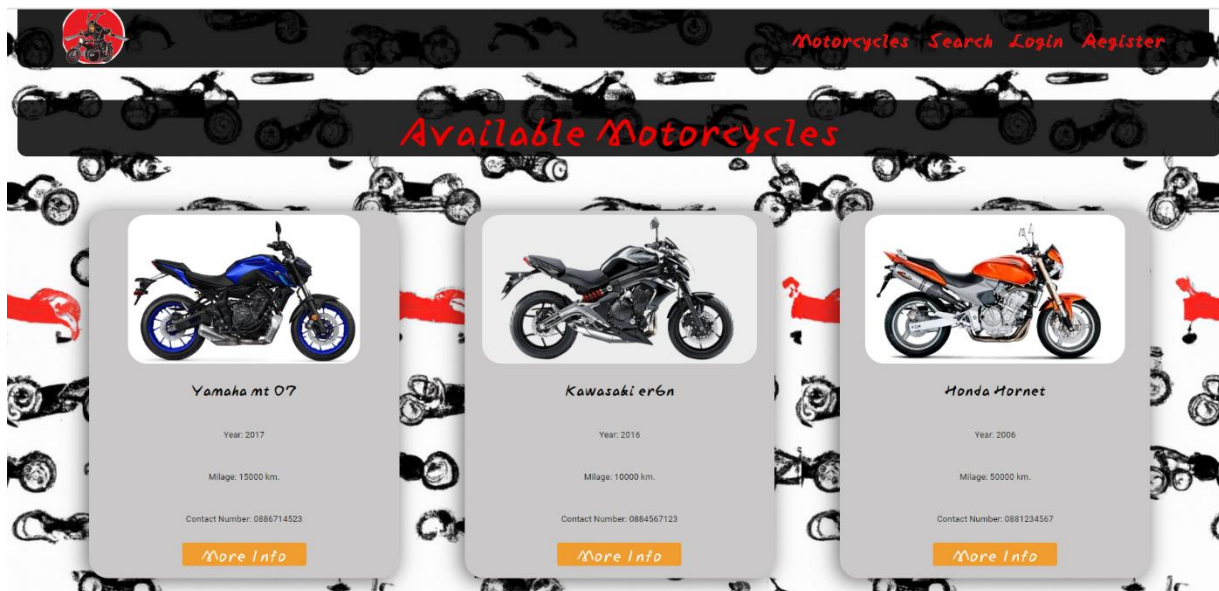 Motorcycles Search Login Register
Available Motorcycles
Yamaha mt 07
Year: 2017
Milage: 15000 km.
Contact Number: 0886714523
More Info
Kawasaki er6n
Year: 2016
Milage: 10000 km.
Contact Number: 0884567123
More Info
Honda Hornet
Year: 2006
Milage: 50000 km.
Contact Number: 0881234567
More Info